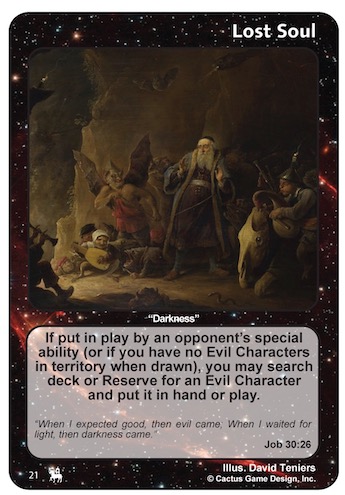 Lost Soul
“Darkness”
If put in play by an opponent's special
ability (or if you have no Evil Characters
in territory when drawn), you may search
deck or Reserve for an Evil Character
and put it in hand or play.
“When I expected good, then evil came; When I waited for
light, then darkness came.”
Job 30:26
21
Illus. David Teniers
© Cactus Game Design, Inc.